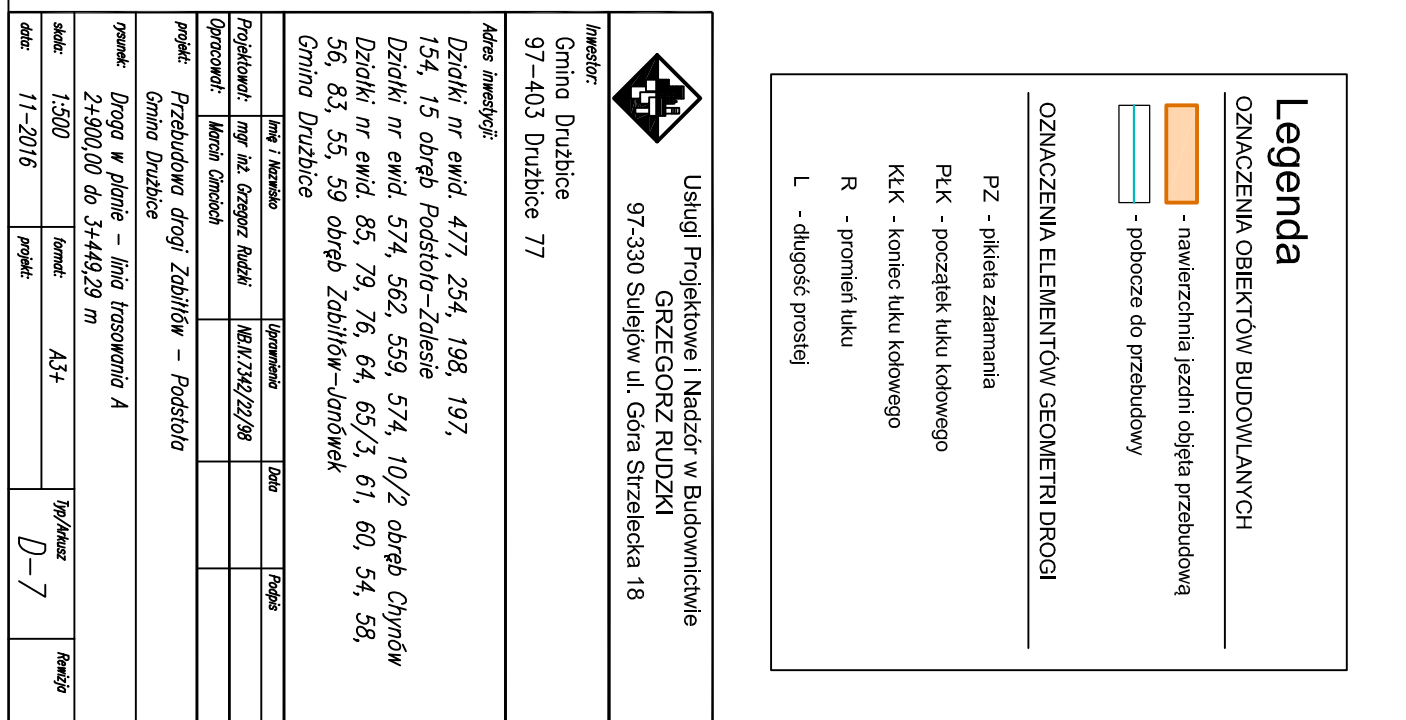 Legenda
OZNACZENIA OBIEKTÓW BUDOWLANYCH
- nawierzchnia jezdni objęta przebudową
- pobocze do przebudowy
OZNACZENIA ELEMENTÓW GEOMETRI DROGI
PZ - pikieta załamania
PŁK - początek łuku kołowego
KŁK - koniec łuku kołowego
R - promień łuku
L - długość prostej
Usługi Projektowe i Nadzór w Budownictwie
GRZEGORZ RUDZKI
97-330 Sulejów ul. Góra Strzelecka 18
Inwestor:
Gmina Drużbice
97-403 Drużbice 77
Adres inwestycji:
Działki nr ewid. 477, 254, 198, 197,
154, 15 obręb Podstoła-Zalesie
Działki nr ewid. 574, 562, 559, 574, 10/2 obręb Chynów
Działki nr ewid. 85, 79, 76, 64, 65/3, 61, 60, 54, 58,
56, 83, 55, 59 obręb Zabiłtów-Janówek
Gmina Drużbice
Imię i Nazwisko Uprawnienia Data Podpis
Projektował: mgr inż. Grzegorz Rudzki NB.IV.7342/22/98
Opracował: Marcin Cimcioch
projekt: Przebudowa drogi Zabiłtów - Podstoła
Gmina Drużbice
rysunek: Droga w planie - linia trasowania A
2+900,00 do 3+449,29 m
skala: 1:500 format: A3+ Typ/Arkusz Rewizja
data: 11-2016 projekt: D-7